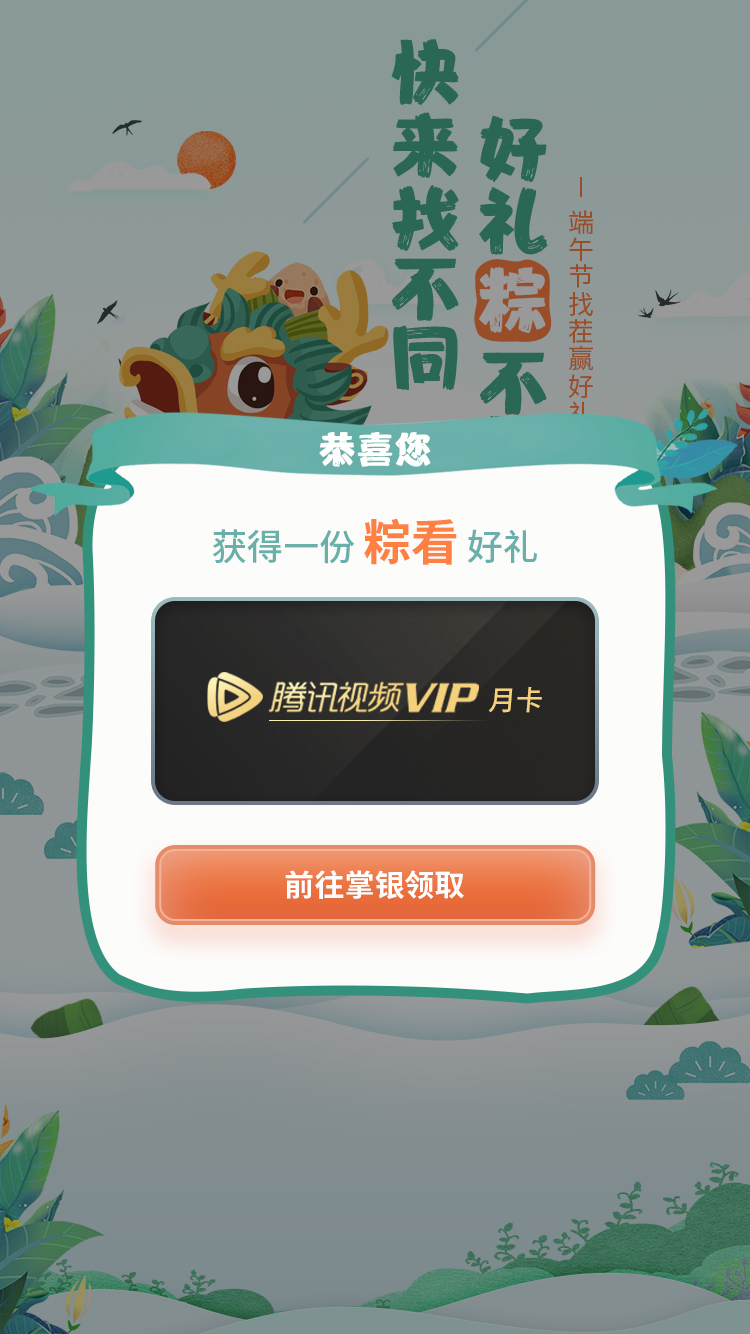 快来找不同
好礼粽不
端午节找茬赢好礼
恭喜您
获得一份 粽看 好礼
腾讯视频VIP 月卡
前往掌银领取